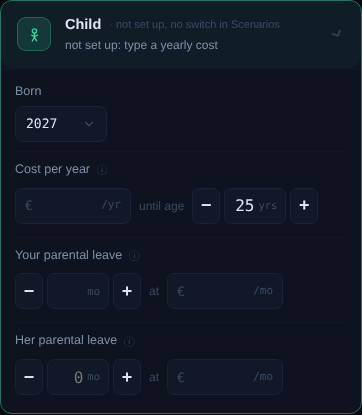 Child · not set up, no switch in Scenarios
not set up: type a yearly cost
Born
2027
Cost per year
€ /yr until age − 25 yrs +
Your parental leave
− mo + at € /mo
Her parental leave
− 0 mo + at € /mo